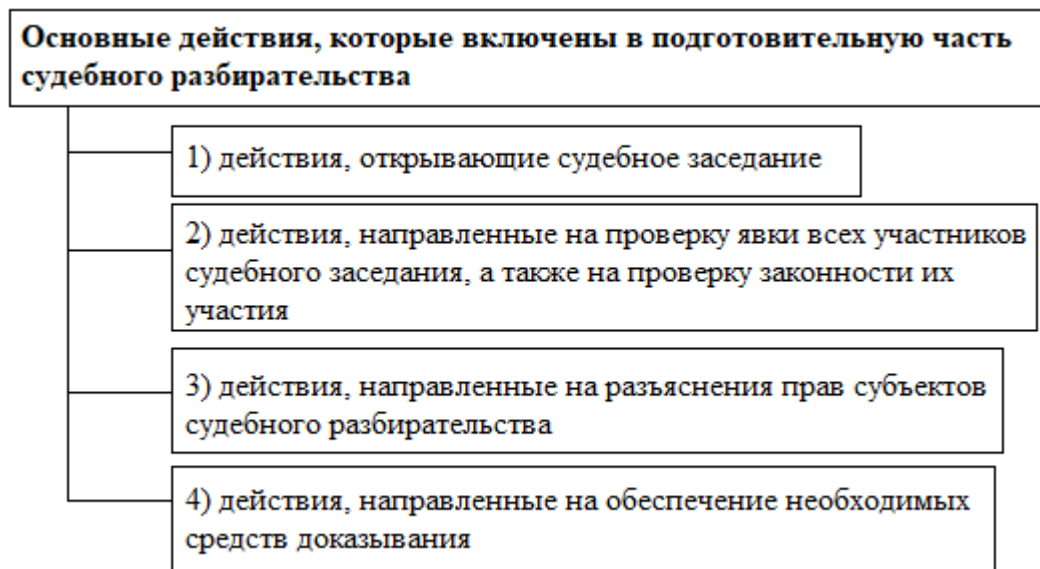 Основные действия, которые включены в подготовительную часть
судебного разбирательства
1) действия, открывающие судебное заседание
2) действия, направленные на проверку явки всех участников
судебного заседания, а также на проверку законности их
участия
3) действия, направленные на разъяснения прав субъектов
судебного разбирательства
4) действия, направленные на обеспечение необходимых
средств доказывания